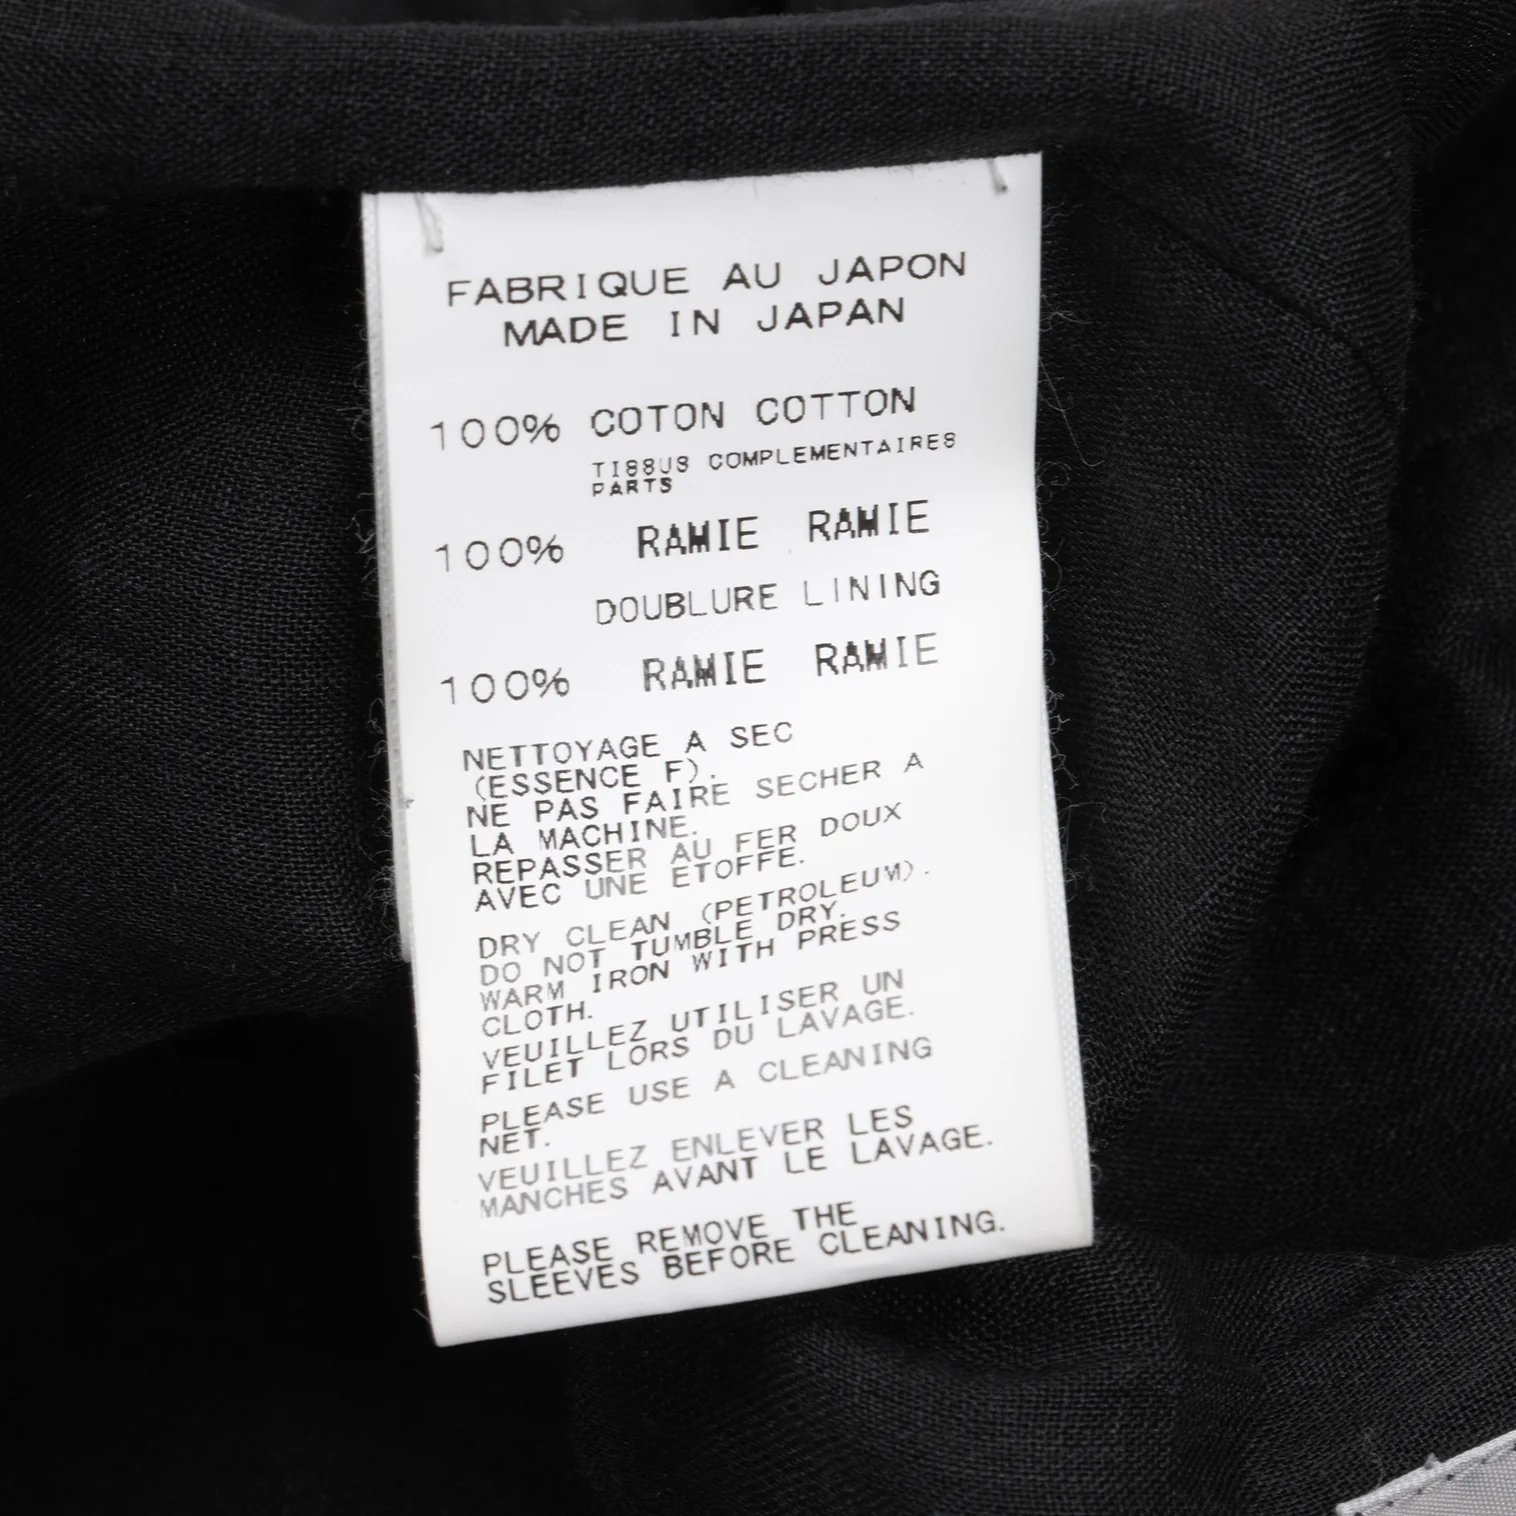 FABRIQUE AU JAPON
MADE IN JAPAN
100% COTON COTTON
TISSUS COMPLEMENTAIRES
PARTS
100% RAMIE RAMIE
DOUBLURE LINING
100% RAMIE RAMIE
NETTOYAGE A SEC
(ESSENCE F).
NE PAS FAIRE SECHER A
LA MACHINE.
REPASSER AU FER DOUX
AVEC UNE ETOFFE.
DRY CLEAN (PETROLEUM).
DO NOT TUMBLE DRY.
WARM IRON WITH PRESS
CLOTH.
VEUILLEZ UTILISER UN
FILET LORS DU LAVAGE.
PLEASE USE A CLEANING
NET.
VEUILLEZ ENLEVER LES
MANCHES AVANT LE LAVAGE.
PLEASE REMOVE THE
SLEEVES BEFORE CLEANING.